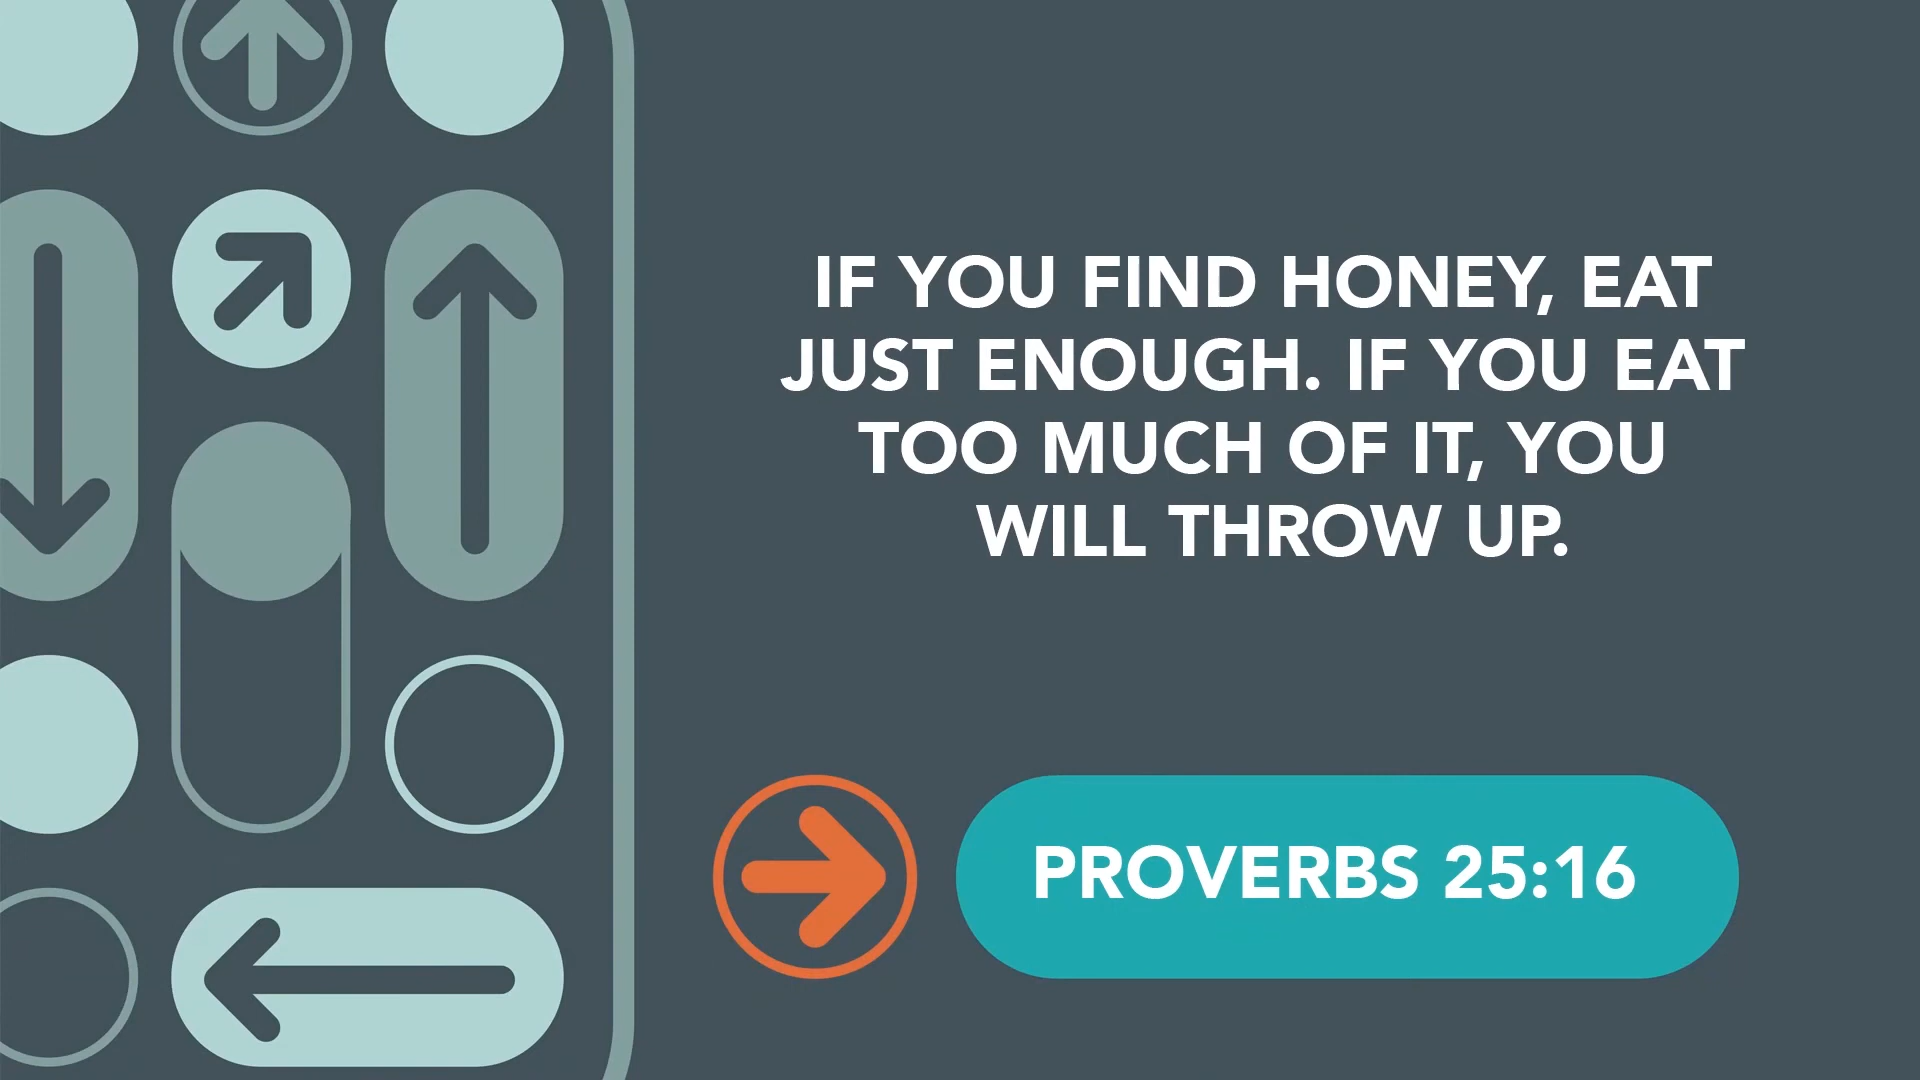 IF YOU FIND HONEY, EAT
JUST ENOUGH. IF YOU EAT
TOO MUCH OF IT, YOU
WILL THROW UP.
PROVERBS 25:16